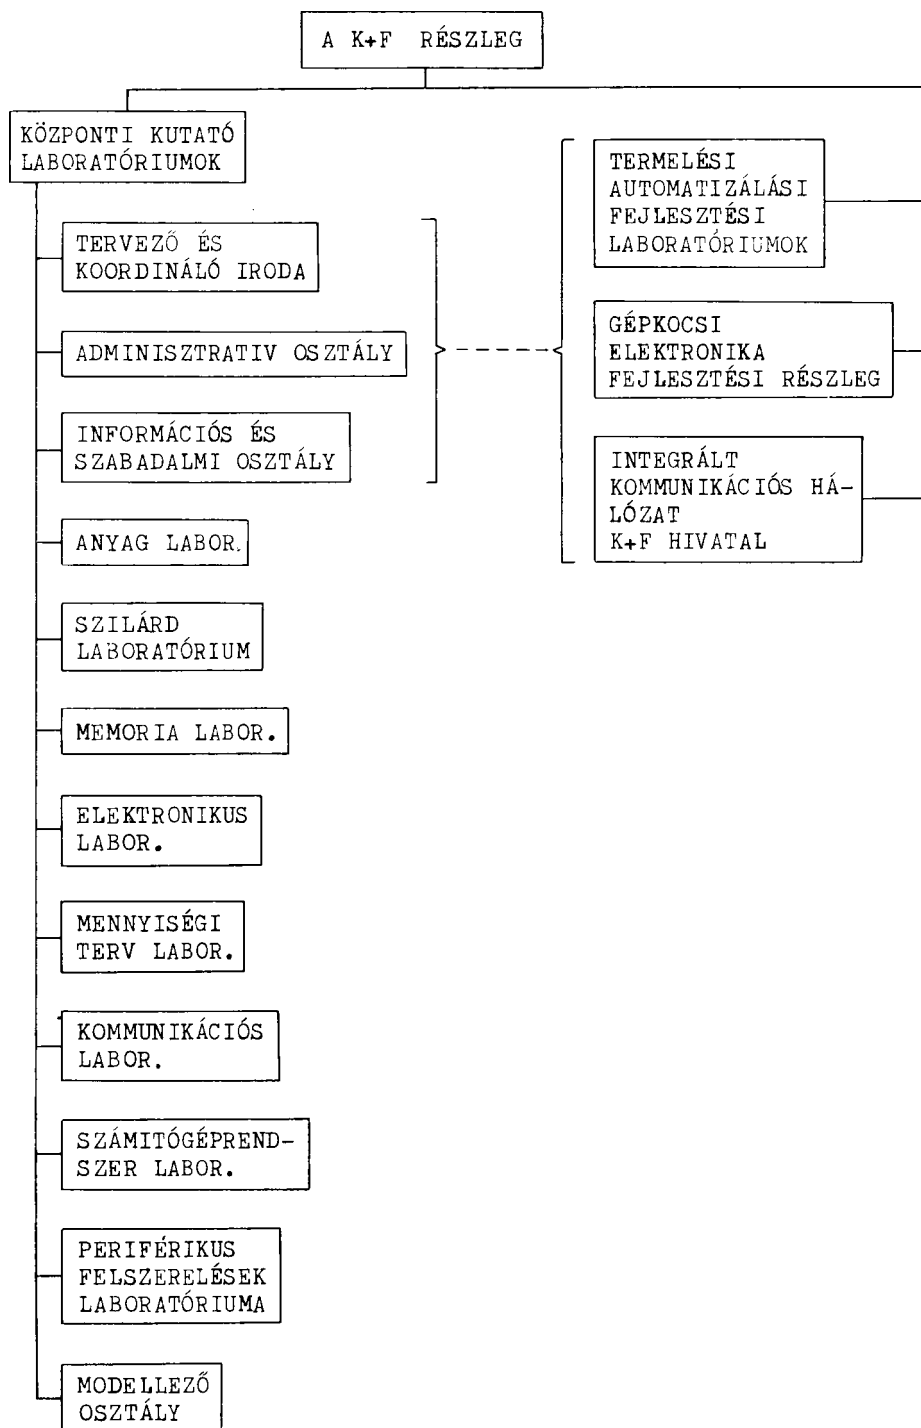 A K+F RÉSZLEG
KÖZPONTI KUTATÓ
LABORATÓRIUMOK
TERVEZŐ ÉS
KOORDINÁLÓ IRODA
ADMINISZTRATIV OSZTÁLY
INFORMÁCIÓS ÉS
SZABADALMI OSZTÁLY
ANYAG LABOR.
SZILÁRD
LABORATÓRIUM
MEMORIA LABOR.
ELEKTRONIKUS
LABOR.
MENNYISÉGI
TERV LABOR.
KOMMUNIKÁCIÓS
LABOR.
SZÁMITÓGÉPREND-
SZER LABOR.
PERIFÉRIKUS
FELSZERELÉSEK
LABORATÓRIUMA
MODELLEZŐ
OSZTÁLY
TERMELÉSI
AUTOMATIZÁLÁSI
FEJLESZTÉSI
LABORATÓRIUMOK
GÉPKOCSI
ELEKTRONIKA
FEJLESZTÉSI RÉSZLEG
INTEGRÁLT
KOMMUNIKÁCIÓS HÁ-
LÓZAT
K+F HIVATAL